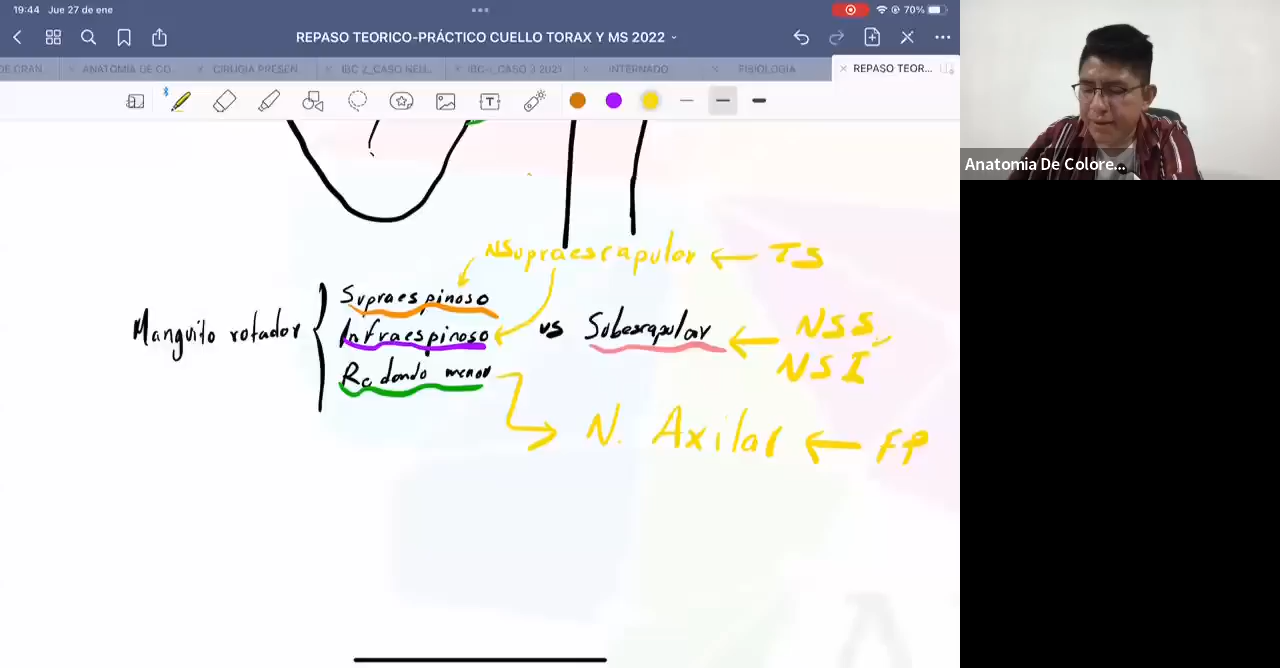 19:44 Jue 27 de ene
70%
REPASO TEORICO-PRÁCTICO CUELLO TORAX Y MS 2022
DE CRAN
ANATOMIA DE CO
CIRUGIA PRESEN
INTERNADO
FISIOLOGIA
REPASO TEOR...
Anatomia De Colore...
NSupraescapular ← TS
Supraespinoso
Manguito rotador { Infraespinoso vs Subescapular ← NSS,
NSI
Redondo menor
N. Axilar ← FP